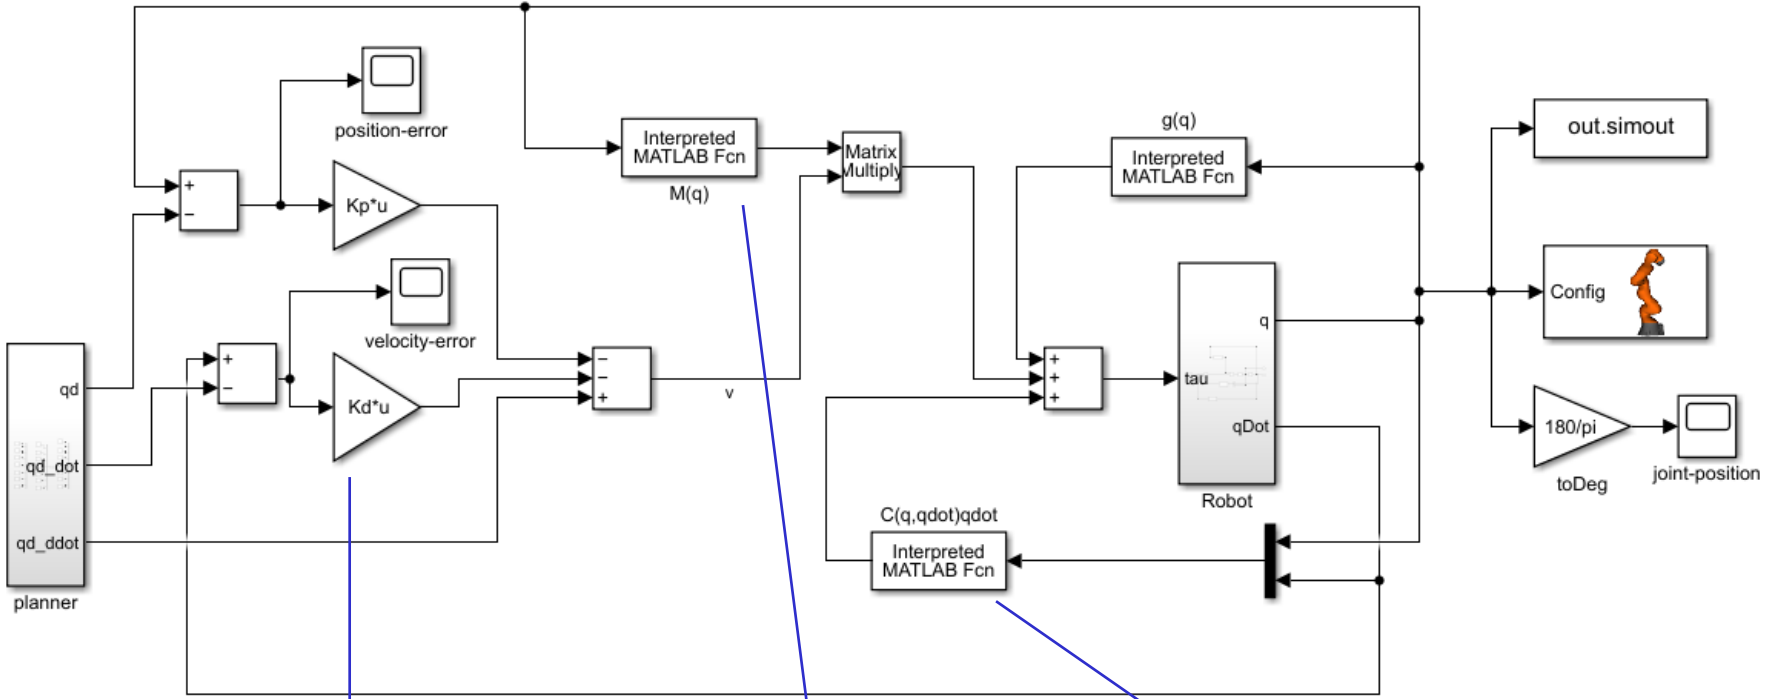 position-error
+
−
Kp*u
velocity-error
+
−
Kd*u
qd
qd_dot
qd_ddot
planner
−
−
+
v
Interpreted
MATLAB Fcn
M(q)
Matrix
Multiply
g(q)
Interpreted
MATLAB Fcn
+
+
+
tau
q
qDot
Robot
C(q,qdot)qdot
Interpreted
MATLAB Fcn
out.simout
Config
180/pi
toDeg
joint-position